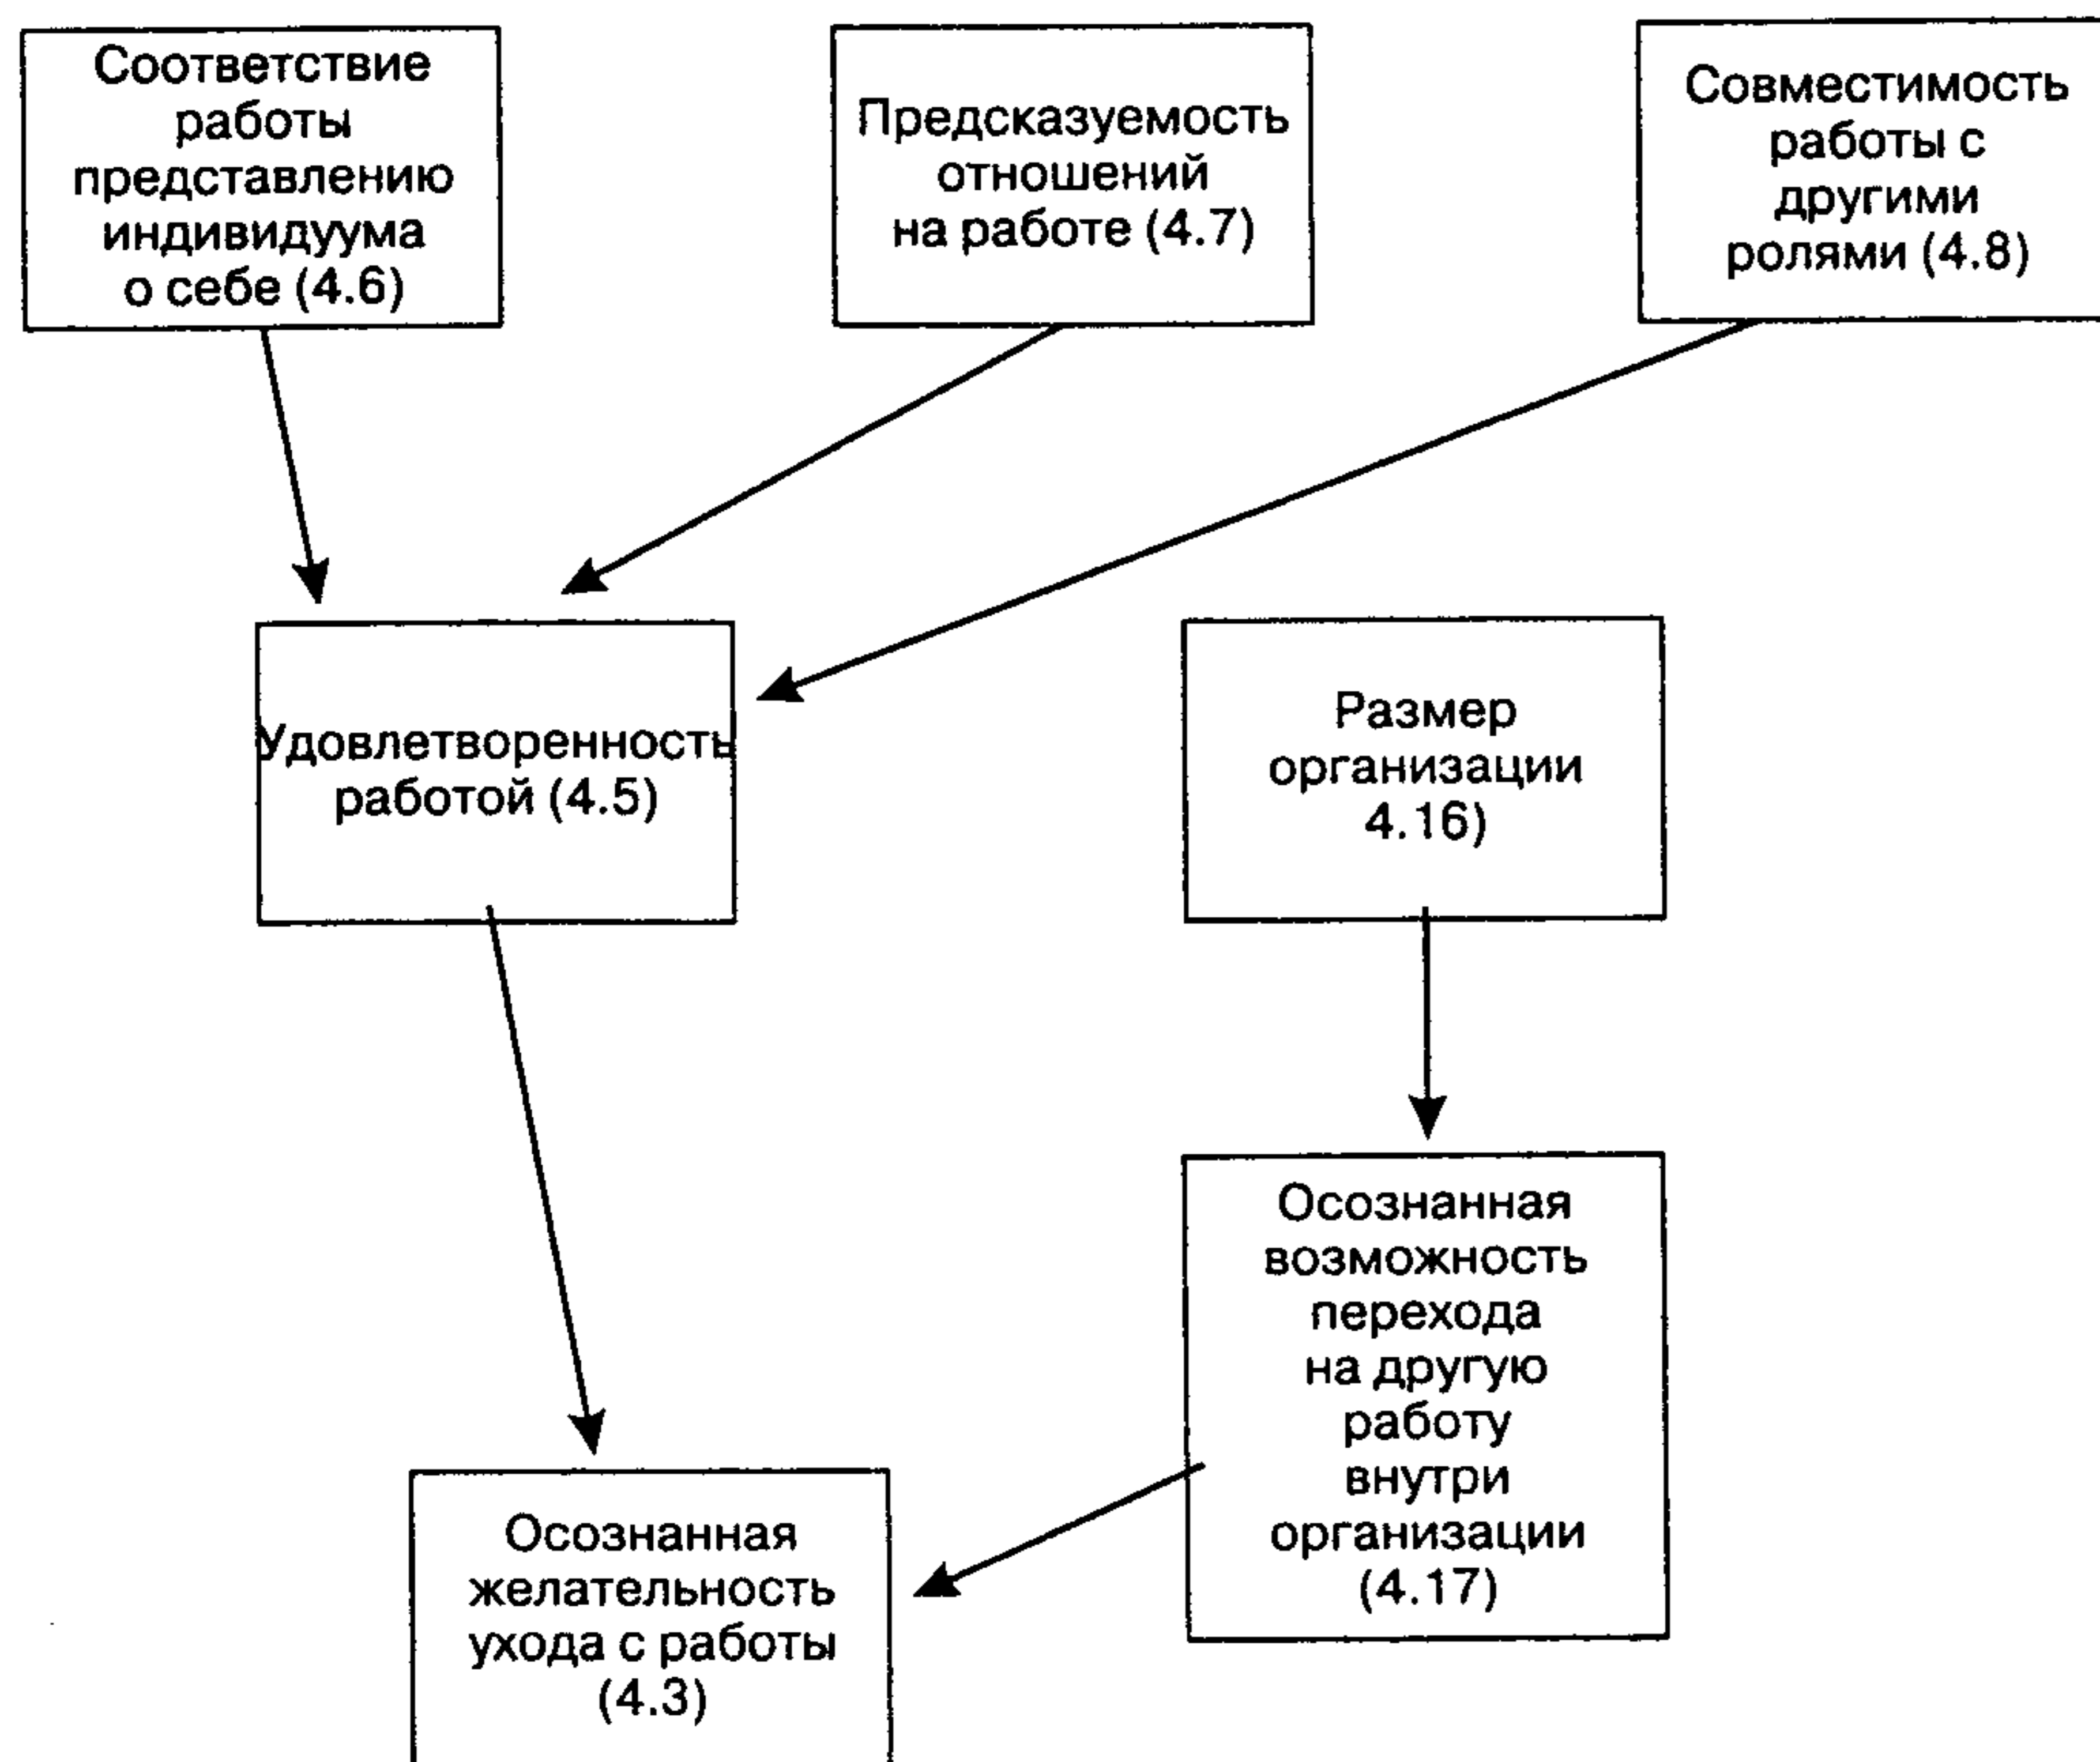 Соответствие
работы
представлению
индивидуума
о себе (4.6)
Предсказуемость
отношений
на работе (4.7)
Совместимость
работы с
другими
ролями (4.8)
Удовлетворенность
работой (4.5)
Размер
организации
4.16)
Осознанная
возможность
перехода
на другую
работу
внутри
организации
(4.17)
Осознанная
желательность
ухода с работы
(4.3)